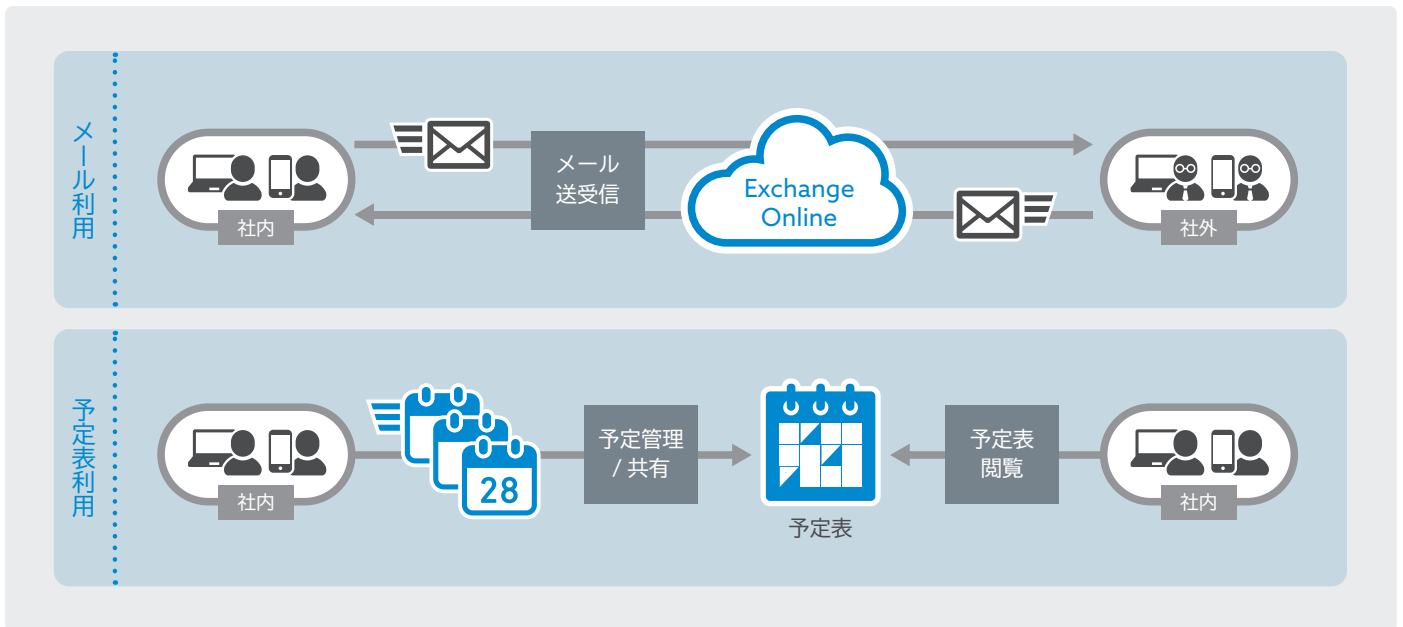 メール利用
社内
メール
送受信
Exchange
Online
社外
予定表利用
社内
28
予定管理
/ 共有
予定表
予定表
閲覧
社内